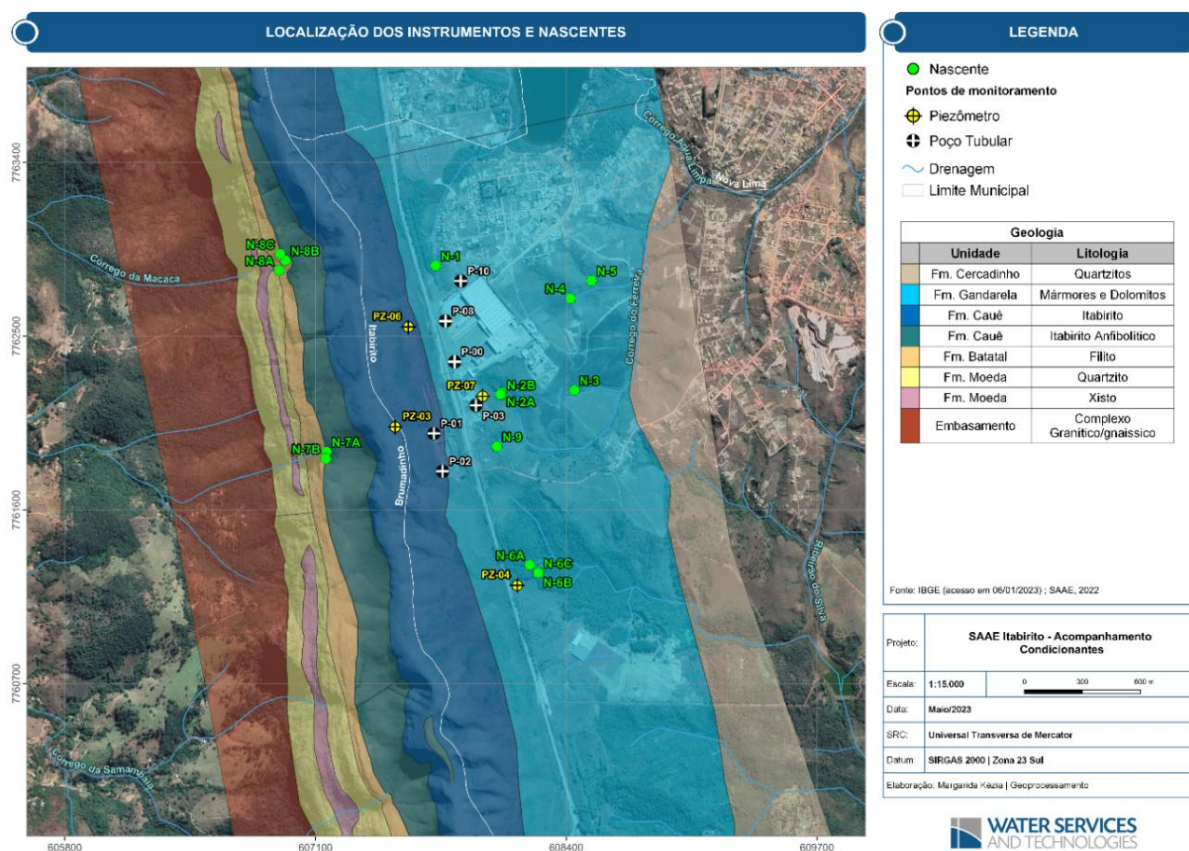 LOCALIZAÇÃO DOS INSTRUMENTOS E NASCENTES
7763400
7762500
7761600
7760700
605800
607100
608400
609700
Córrego Água Limpa
Nova Lima
N-8C
N-8B
N-8A
Córrego da Macaca
N-1
P-10
N-5
N-4
P-08
PZ-06
Itabirito
Córrego do Ferreira
P-00
PZ-07
N-2B
N-2A
N-3
P-03
PZ-03
P-01
N-7A
N-7B
N-9
P-02
Brumadinho
N-6A
N-6C
N-6B
PZ-04
Ribeirão do Silva
Córrego da Samambaia
LEGENDA
Nascente
Pontos de monitoramento
Piezômetro
Poço Tubular
Drenagem
Limite Municipal
Geologia
Unidade Litologia
Fm. Cercadinho Quartzitos
Fm. Gandarela Mármores e Dolomitos
Fm. Cauê Itabirito
Fm. Cauê Itabirito Anfibolítico
Fm. Batatal Filito
Fm. Moeda Quartzito
Fm. Moeda Xisto
Embasamento Complexo
Granítico/gnaissico
Fonte: IBGE (acesso em 06/01/2023) ; SAAE, 2022
Projeto: SAAE Itabirito - Acompanhamento
Condicionantes
Escala: 1:15.000 0 300 600 m
Data: Maio/2023
SRC: Universal Transversa de Mercator
Datum SIRGAS 2000 | Zona 23 Sul
Elaboração: Margarida Kézia | Geoprocessamento
WATER SERVICES
AND TECHNOLOGIES